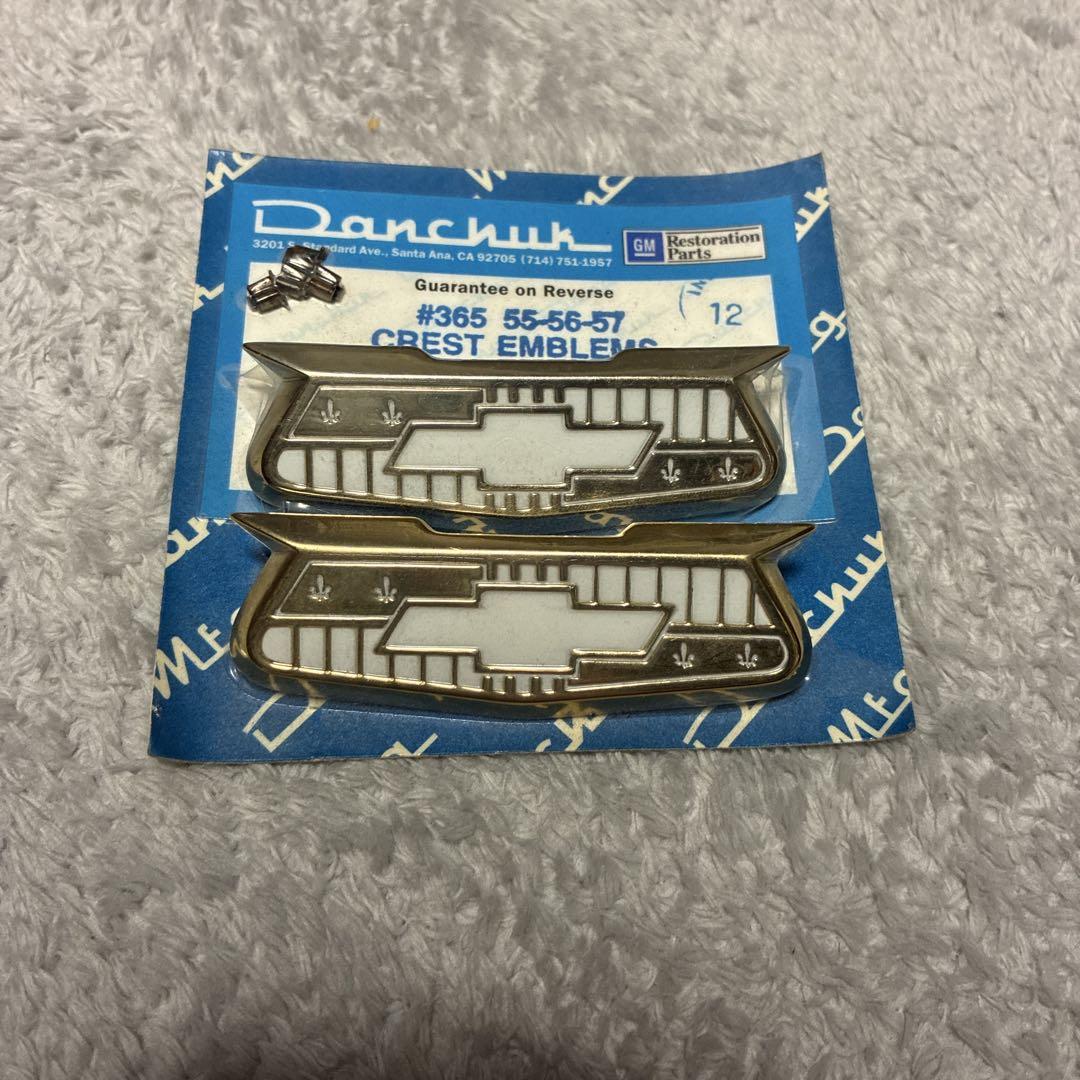 Danchuk
GM Restoration Parts
3201 S. Standard Ave., Santa Ana, CA 92705 (714) 751-1957
Guarantee on Reverse
#365 55-56-57
12
CREST EMBLEMS